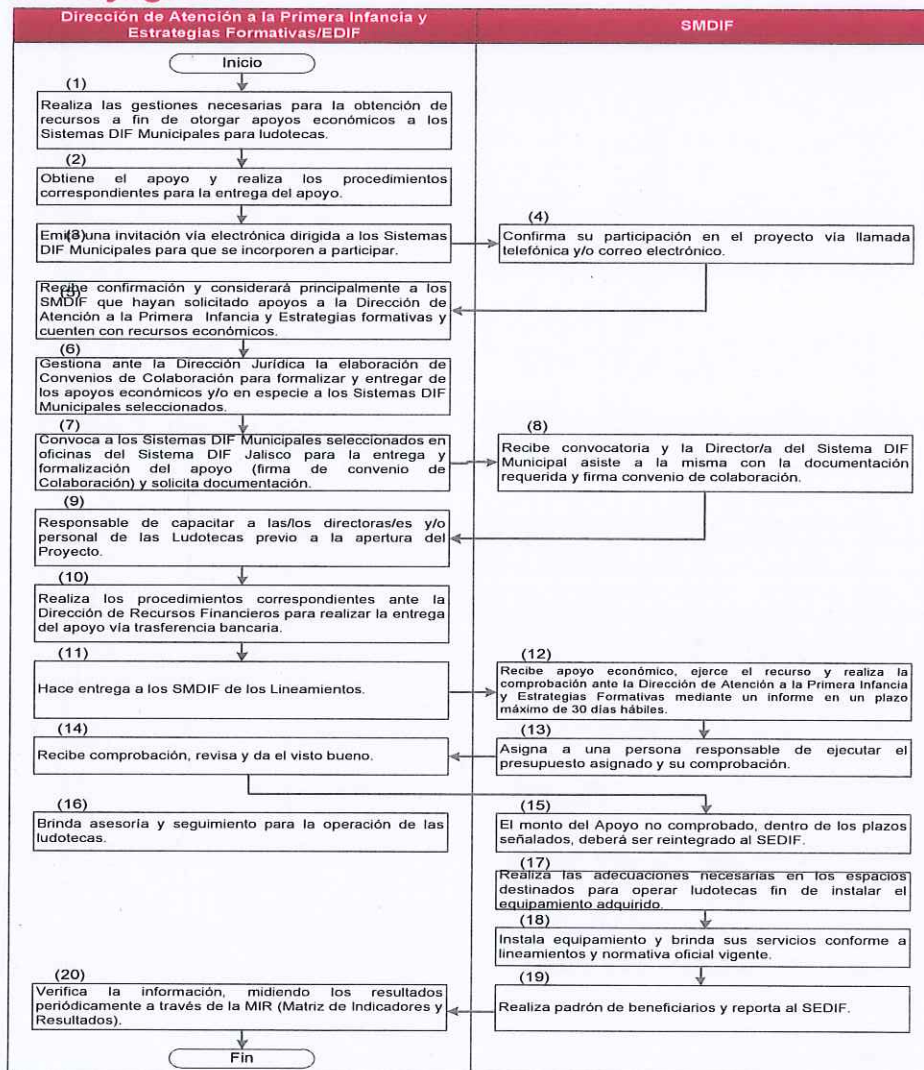 Dirección de Atención a la Primera Infancia y
Estrategias Formativas/EDIF
SMDIF
Inicio
(1)
Realiza las gestiones necesarias para la obtención de
recursos a fin de otorgar apoyos económicos a los
Sistemas DIF Municipales para ludotecas.
(2)
Obtiene el apoyo y realiza los procedimientos
correspondientes para la entrega del apoyo.
(3)
Emite una invitación vía electrónica dirigida a los Sistemas
DIF Municipales para que se incorporen a participar.
(4)
Confirma su participación en el proyecto vía llamada
telefónica y/o correo electrónico.
(5)
Recibe confirmación y considerará principalmente a los
SMDIF que hayan solicitado apoyos a la Dirección de
Atención a la Primera Infancia y Estrategias formativas y
cuenten con recursos económicos.
(6)
Gestiona ante la Dirección Jurídica la elaboración de
Convenios de Colaboración para formalizar y entregar de
los apoyos económicos y/o en especie a los Sistemas DIF
Municipales seleccionados.
(7)
Convoca a los Sistemas DIF Municipales seleccionados en
oficinas del Sistema DIF Jalisco para la entrega y
formalización del apoyo (firma de convenio de
Colaboración) y solicita documentación.
(8)
Recibe convocatoria y la Director/a del Sistema DIF
Municipal asiste a la misma con la documentación
requerida y firma convenio de colaboración.
(9)
Responsable de capacitar a las/los directoras/es y/o
personal de las Ludotecas previo a la apertura del
Proyecto.
(10)
Realiza los procedimientos correspondientes ante la
Dirección de Recursos Financieros para realizar la entrega
del apoyo vía trasferencia bancaria.
(11)
Hace entrega a los SMDIF de los Lineamientos.
(12)
Recibe apoyo económico, ejerce el recurso y realiza la
comprobación ante la Dirección de Atención a la Primera Infancia
y Estrategias Formativas mediante un informe en un plazo
máximo de 30 días hábiles.
(13)
Asigna a una persona responsable de ejecutar el
presupuesto asignado y su comprobación.
(14)
Recibe comprobación, revisa y da el visto bueno.
(15)
El monto del Apoyo no comprobado, dentro de los plazos
señalados, deberá ser reintegrado al SEDIF.
(16)
Brinda asesoría y seguimiento para la operación de las
ludotecas.
(17)
Realiza las adecuaciones necesarias en los espacios
destinados para operar ludotecas fin de instalar el
equipamiento adquirido.
(18)
Instala equipamiento y brinda sus servicios conforme a
lineamientos y normativa oficial vigente.
(19)
Realiza padrón de beneficiarios y reporta al SEDIF.
(20)
Verifica la información, midiendo los resultados
periódicamente a través de la MIR (Matriz de Indicadores y
Resultados).
Fin